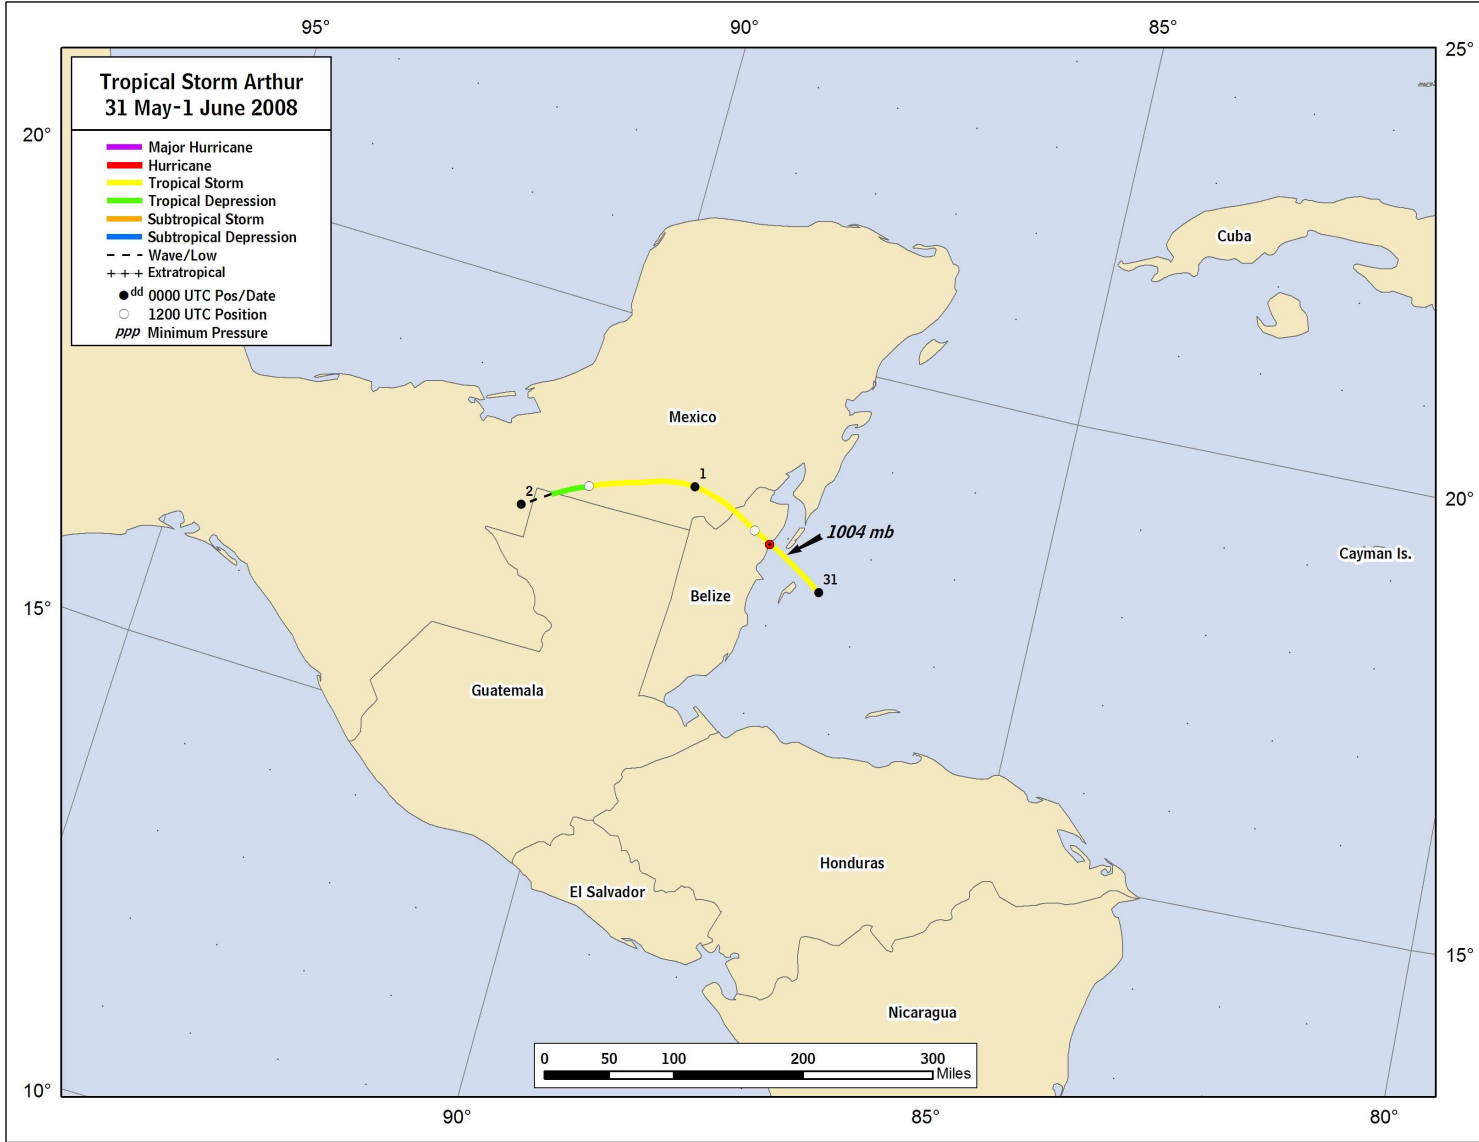 95°
90°
85°
25°
Tropical Storm Arthur
31 May-1 June 2008
20°
Major Hurricane
Hurricane
Tropical Storm
Tropical Depression
Subtropical Storm
Subtropical Depression
Wave/Low
+++ Extratropical
dd 0000 UTC Pos/Date
1200 UTC Position
ppp Minimum Pressure
Cuba
Mexico
1
2
20°
1004 mb
Cayman Is.
31
Belize
15°
Guatemala
Honduras
El Salvador
15°
Nicaragua
0 50 100 200 300
Miles
10°
90°
85°
80°